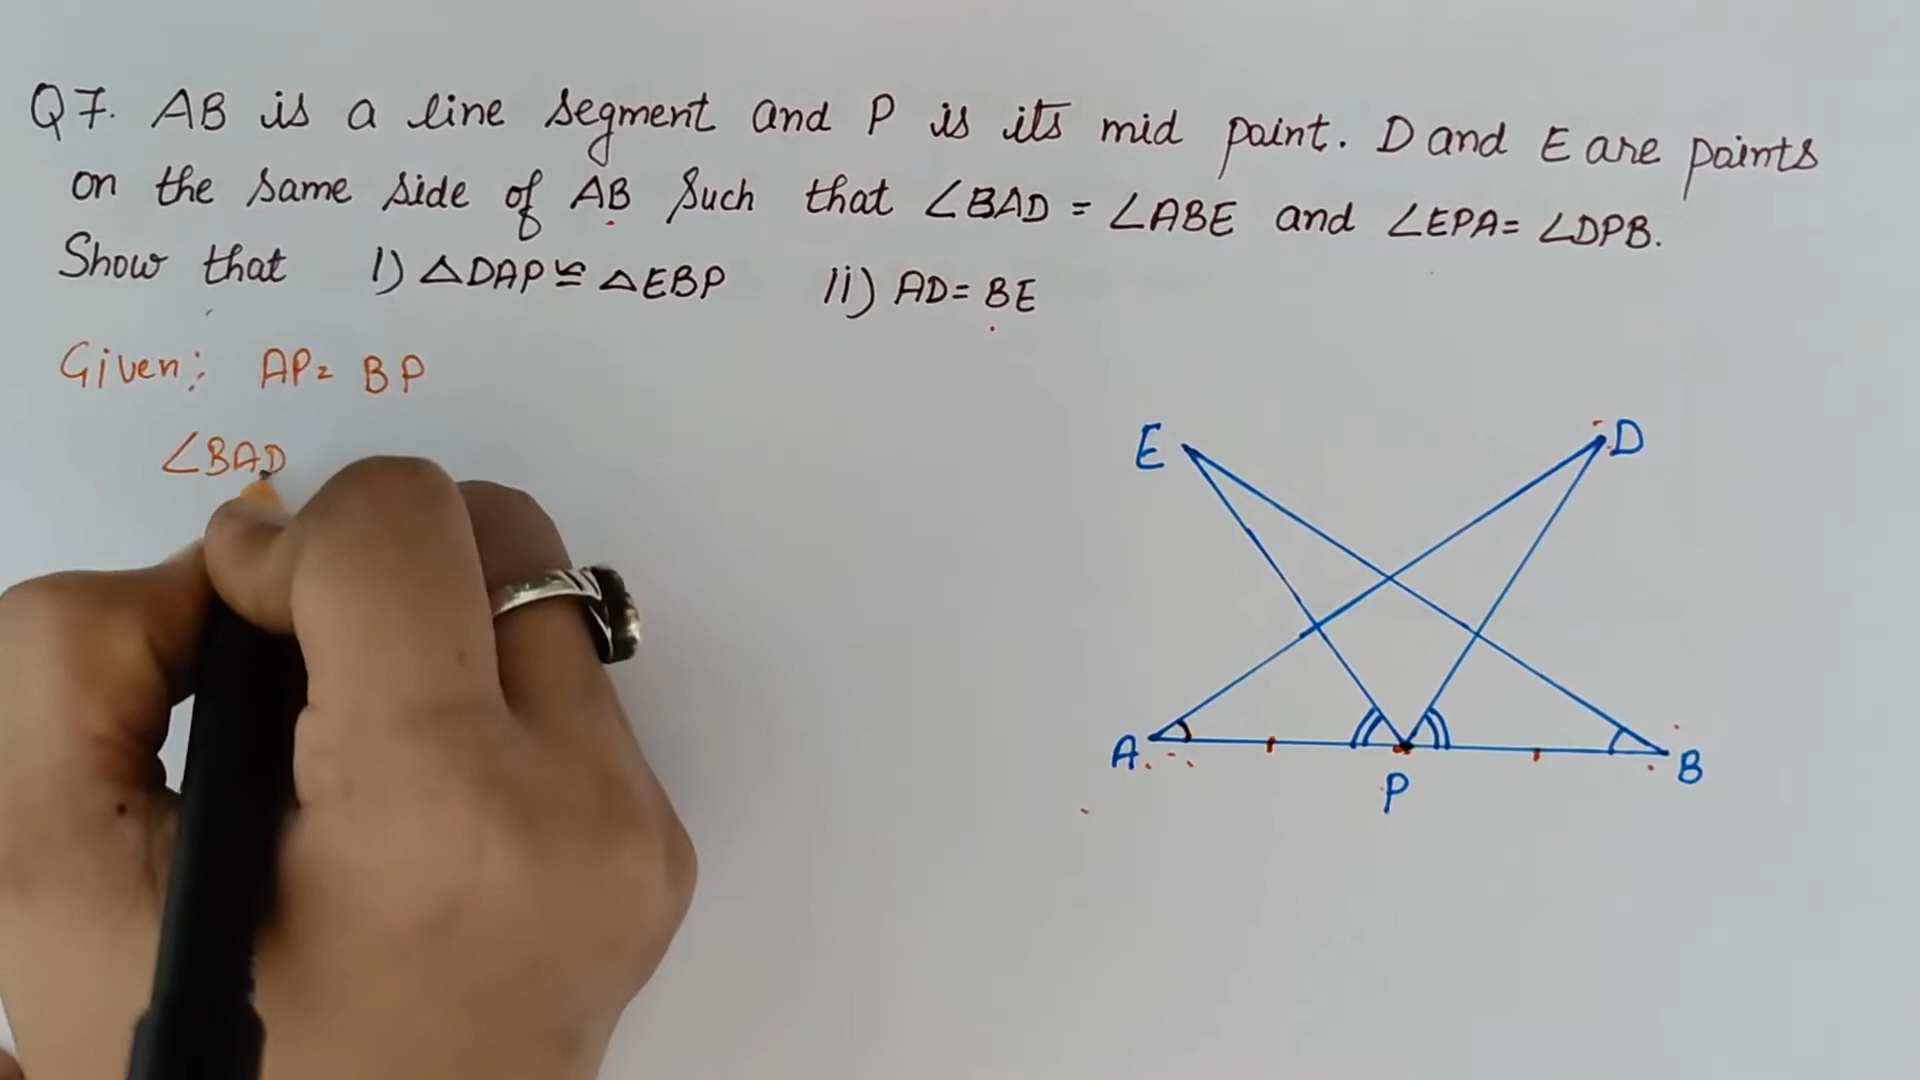 Q7. AB is a line segment and P is its mid point. D and E are points
on the same side of AB such that ∠BAD = ∠ABE and ∠EPA = ∠DPB.
Show that I) △DAP ≅ △EBP II) AD = BE
Given: AP = BP
∠BAD
E
D
A
P
B